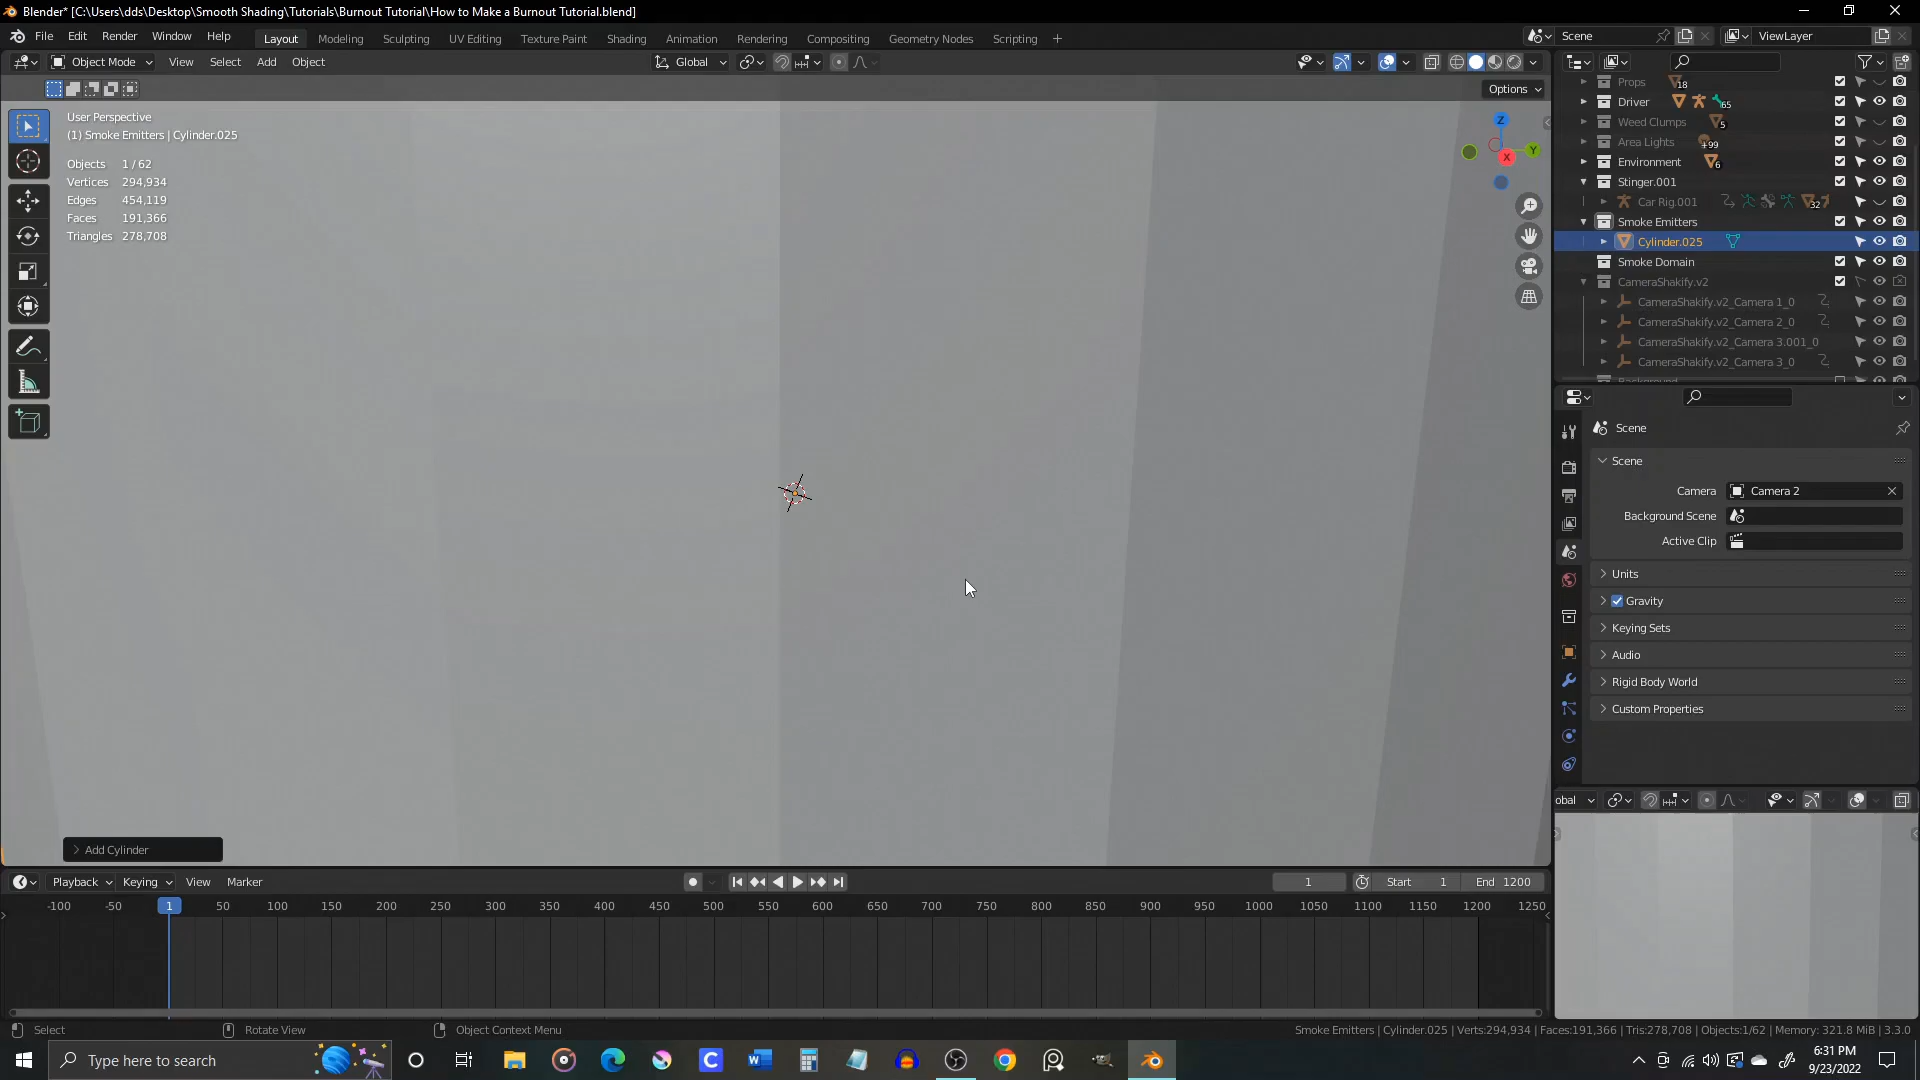 Blender* [C:\Users\dds\Desktop\Smooth Shading\Tutorials\Burnout Tutorial\How to Make a Burnout Tutorial.blend]
File Edit Render Window Help Layout Modeling Sculpting UV Editing Texture Paint Shading Animation Rendering Compositing Geometry Nodes Scripting + Scene ViewLayer
Object Mode View Select Add Object Global
Options
User Perspective
(1) Smoke Emitters | Cylinder.025
Objects 1 / 62
Vertices 294,934
Edges 454,119
Faces 191,366
Triangles 278,708
Z
Y
X
Props 18
Driver 65
Weed Clumps 5
Area Lights +99
Environment 6
Stinger.001
Car Rig.001 32
Smoke Emitters
Cylinder.025
Smoke Domain
CameraShakify.v2
CameraShakify.v2_Camera 1_0
CameraShakify.v2_Camera 2_0
CameraShakify.v2_Camera 3.001_0
CameraShakify.v2_Camera 3_0
Background
Scene
Scene
Camera Camera 2
Background Scene
Active Clip
Units
Gravity
Keying Sets
Audio
Rigid Body World
Custom Properties
obal
Add Cylinder
Playback Keying View Marker 1 Start 1 End 1200
-100 -50 1 50 100 150 200 250 300 350 400 450 500 550 600 650 700 750 800 850 900 950 1000 1050 1100 1150 1200 1250
Select Rotate View Object Context Menu Smoke Emitters | Cylinder.025 | Verts:294,934 | Faces:191,366 | Tris:278,708 | Objects:1/62 | Memory: 321.8 MiB | 3.3.0
Type here to search
6:31 PM
9/23/2022